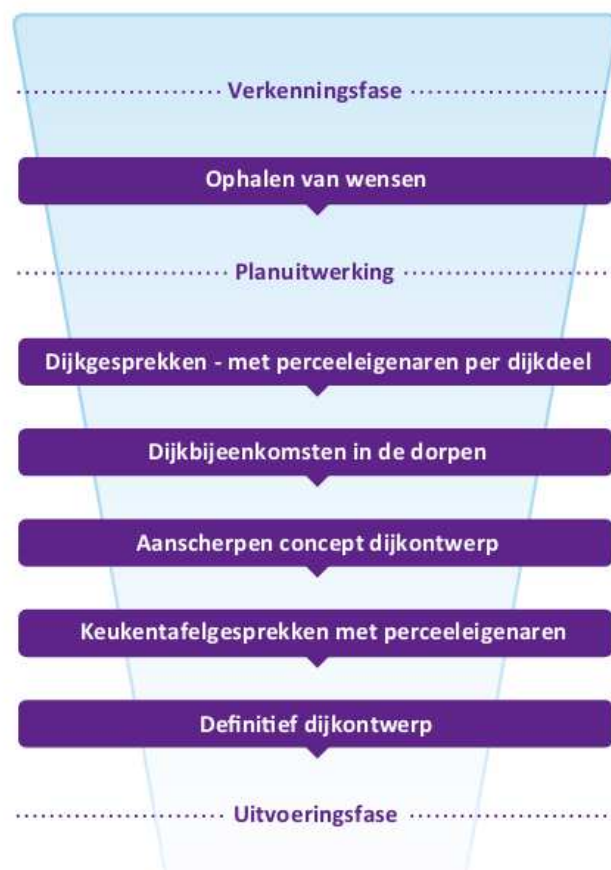 Verkenningsfase
Ophalen van wensen
Planuitwerking
Dijkgesprekken - met perceeleigenaren per dijkdeel
Dijkbijeenkomsten in de dorpen
Aanscherpen concept dijkontwerp
Keukentafelgesprekken met perceeleigenaren
Definitief dijkontwerp
Uitvoeringsfase